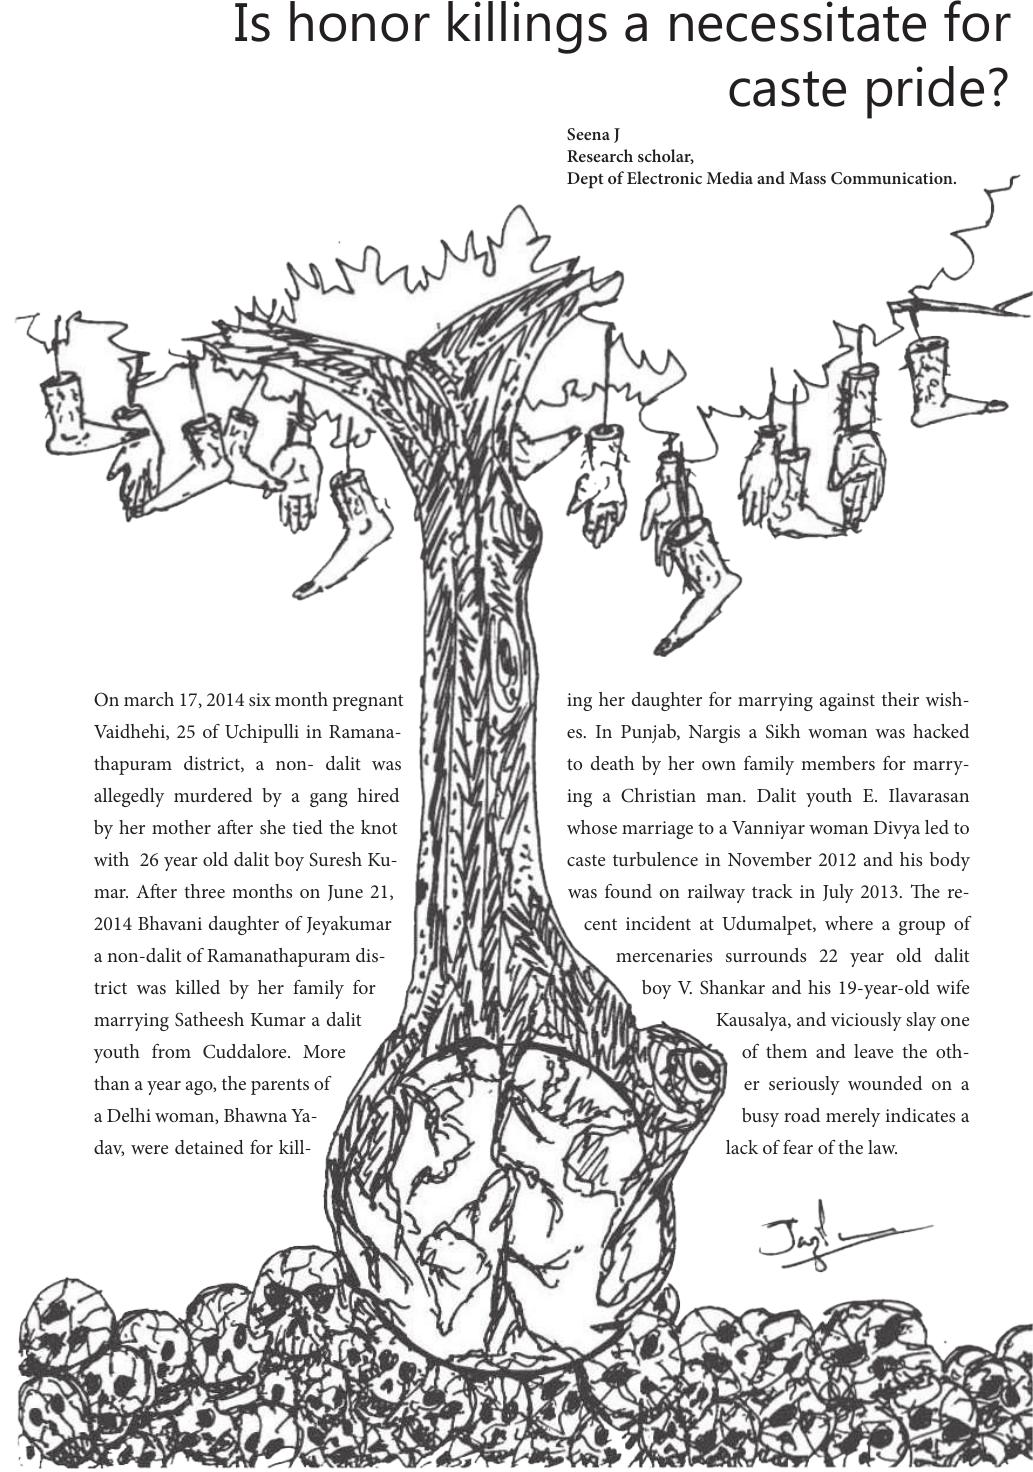 Is honor killings a necessitate for
caste pride?
Seena J
Research scholar,
Dept of Electronic Media and Mass Communication.
On march 17, 2014 six month pregnant
Vaidhehi, 25 of Uchipulli in Ramana-
thapuram district, a non- dalit was
allegedly murdered by a gang hired
by her mother after she tied the knot
with 26 year old dalit boy Suresh Ku-
mar. After three months on June 21,
2014 Bhavani daughter of Jeyakumar
a non-dalit of Ramanathapuram dis-
trict was killed by her family for
marrying Satheesh Kumar a dalit
youth from Cuddalore. More
than a year ago, the parents of
a Delhi woman, Bhawna Ya-
dav, were detained for kill-
ing her daughter for marrying against their wish-
es. In Punjab, Nargis a Sikh woman was hacked
to death by her own family members for marry-
ing a Christian man. Dalit youth E. Ilavarasan
whose marriage to a Vanniyar woman Divya led to
caste turbulence in November 2012 and his body
was found on railway track in July 2013. The re-
cent incident at Udumalpet, where a group of
mercenaries surrounds 22 year old dalit
boy V. Shankar and his 19-year-old wife
Kausalya, and viciously slay one
of them and leave the oth-
er seriously wounded on a
busy road merely indicates a
lack of fear of the law.